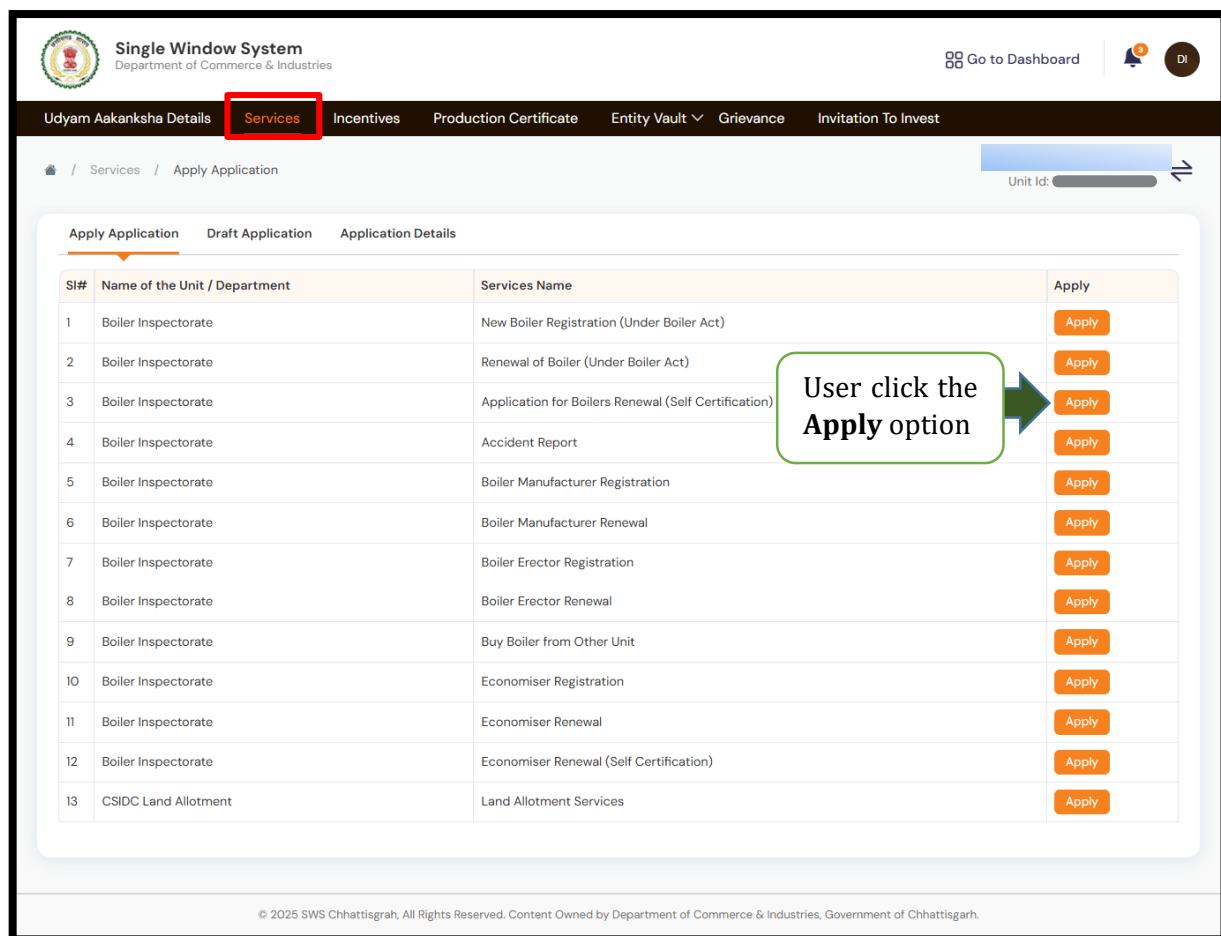 Single Window System
Department of Commerce & Industries
Go to Dashboard
3
DI
Udyam Aakanksha Details Services Incentives Production Certificate Entity Vault Grievance Invitation To Invest
/ Services / Apply Application
Unit Id:
Apply Application Draft Application Application Details
Sl# Name of the Unit / Department Services Name Apply
1 Boiler Inspectorate New Boiler Registration (Under Boiler Act) Apply
2 Boiler Inspectorate Renewal of Boiler (Under Boiler Act) Apply
3 Boiler Inspectorate Application for Boilers Renewal (Self Certification) Apply
User click the
Apply option
4 Boiler Inspectorate Accident Report Apply
5 Boiler Inspectorate Boiler Manufacturer Registration Apply
6 Boiler Inspectorate Boiler Manufacturer Renewal Apply
7 Boiler Inspectorate Boiler Erector Registration Apply
8 Boiler Inspectorate Boiler Erector Renewal Apply
9 Boiler Inspectorate Buy Boiler from Other Unit Apply
10 Boiler Inspectorate Economiser Registration Apply
11 Boiler Inspectorate Economiser Renewal Apply
12 Boiler Inspectorate Economiser Renewal (Self Certification) Apply
13 CSIDC Land Allotment Land Allotment Services Apply
© 2025 SWS Chhattisgrah, All Rights Reserved. Content Owned by Department of Commerce & Industries, Government of Chhattisgarh.